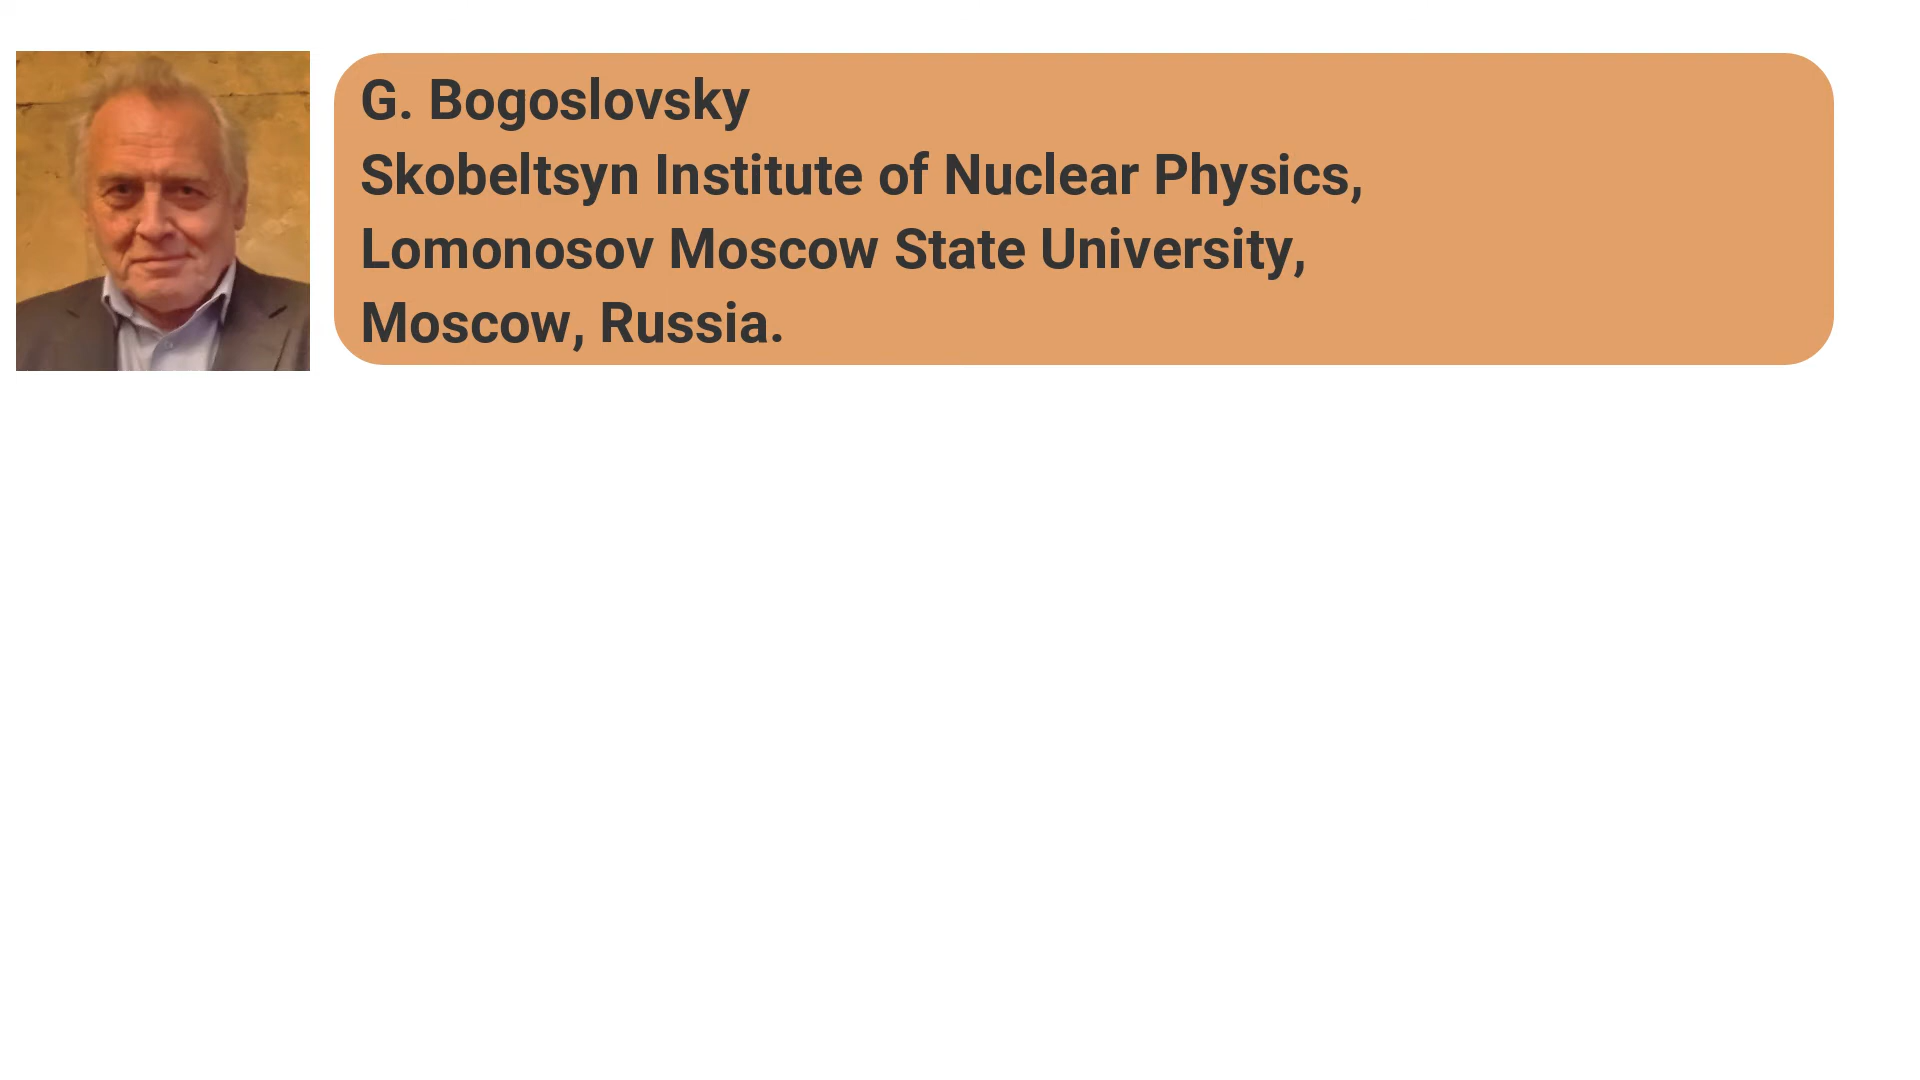 G. Bogoslovsky
Skobeltsyn Institute of Nuclear Physics,
Lomonosov Moscow State University,
Moscow, Russia.